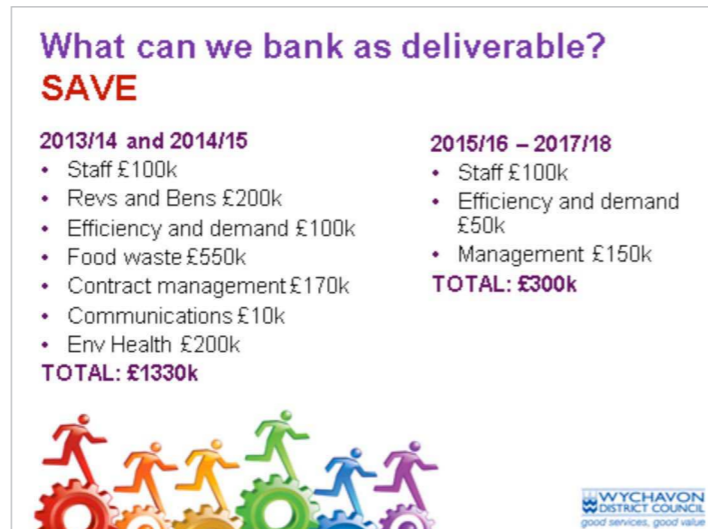 What can we bank as deliverable?
SAVE
2013/14 and 2014/15
• Staff £100k
• Revs and Bens £200k
• Efficiency and demand £100k
• Food waste £550k
• Contract management £170k
• Communications £10k
• Env Health £200k
TOTAL: £1330k
2015/16 – 2017/18
• Staff £100k
• Efficiency and demand
£50k
• Management £150k
TOTAL: £300k
WYCHAVON
DISTRICT COUNCIL
good services, good value